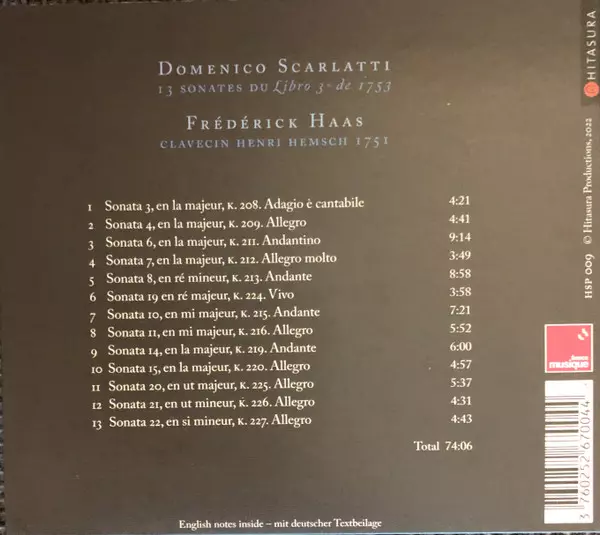 Domenico Scarlatti
13 sonates du Libro 3º de 1753
Frédérick Haas
clavecin Henri Hemsch 1751
1 Sonata 3, en la majeur, K. 208. Adagio è cantabile 4:21
2 Sonata 4, en la majeur, K. 209. Allegro 4:41
3 Sonata 6, en la majeur, K. 211. Andantino 9:14
4 Sonata 7, en la majeur, K. 212. Allegro molto 3:49
5 Sonata 8, en ré mineur, K. 213. Andante 8:58
6 Sonata 19 en ré majeur, K. 224. Vivo 3:58
7 Sonata 10, en mi majeur, K. 215. Andante 7:21
8 Sonata 11, en mi majeur, K. 216. Allegro 5:52
9 Sonata 14, en la majeur, K. 219. Andante 6:00
10 Sonata 15, en la majeur, K. 220. Allegro 4:57
11 Sonata 20, en ut majeur, K. 225. Allegro 5:37
12 Sonata 21, en ut mineur, K. 226. Allegro 4:31
13 Sonata 22, en si mineur, K. 227. Allegro 4:43
Total 74:06
English notes inside – mit deutscher Textbeilage
HITASURA
HSP 009 © Hitasura Productions, 2022
france
musique
3 760252 670044